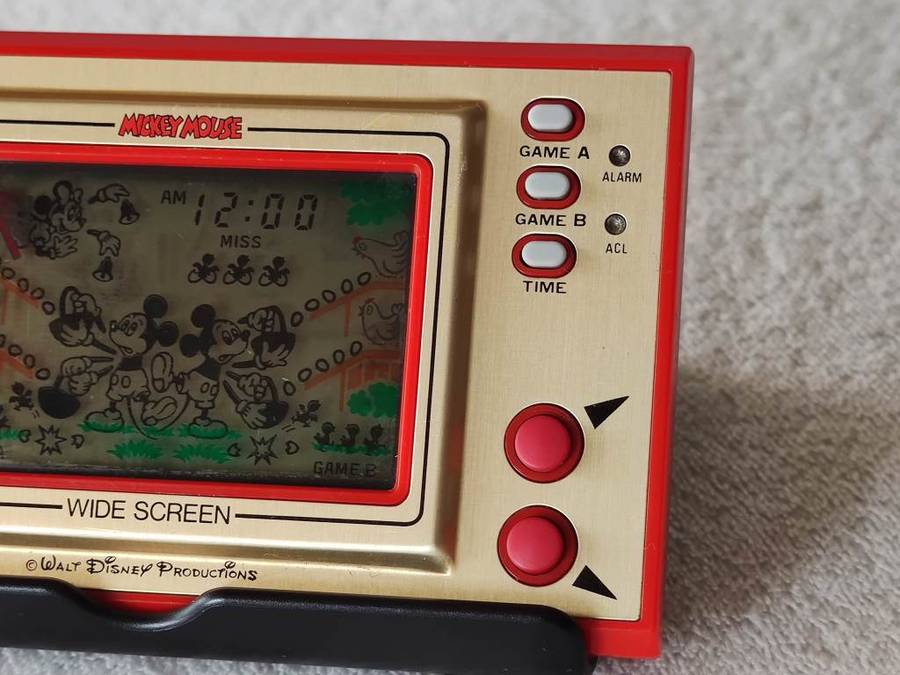 MICKEY MOUSE
AM 12:00
MISS
GAME B
WIDE SCREEN
© WALT DISNEY PRODUCTIONS
GAME A
ALARM
GAME B
ACL
TIME